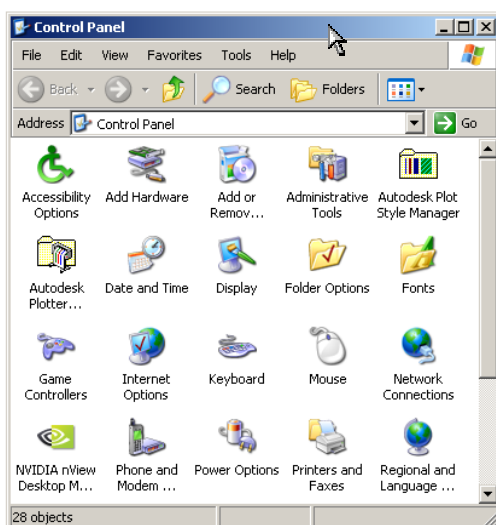 Control Panel
File Edit View Favorites Tools Help
Back Search Folders
Address Control Panel Go
Accessibility Options
Add Hardware
Add or Remov...
Administrative Tools
Autodesk Plot Style Manager
Autodesk Plotter...
Date and Time
Display
Folder Options
Fonts
Game Controllers
Internet Options
Keyboard
Mouse
Network Connections
NVIDIA nView Desktop M...
Phone and Modem ...
Power Options
Printers and Faxes
Regional and Language ...
28 objects